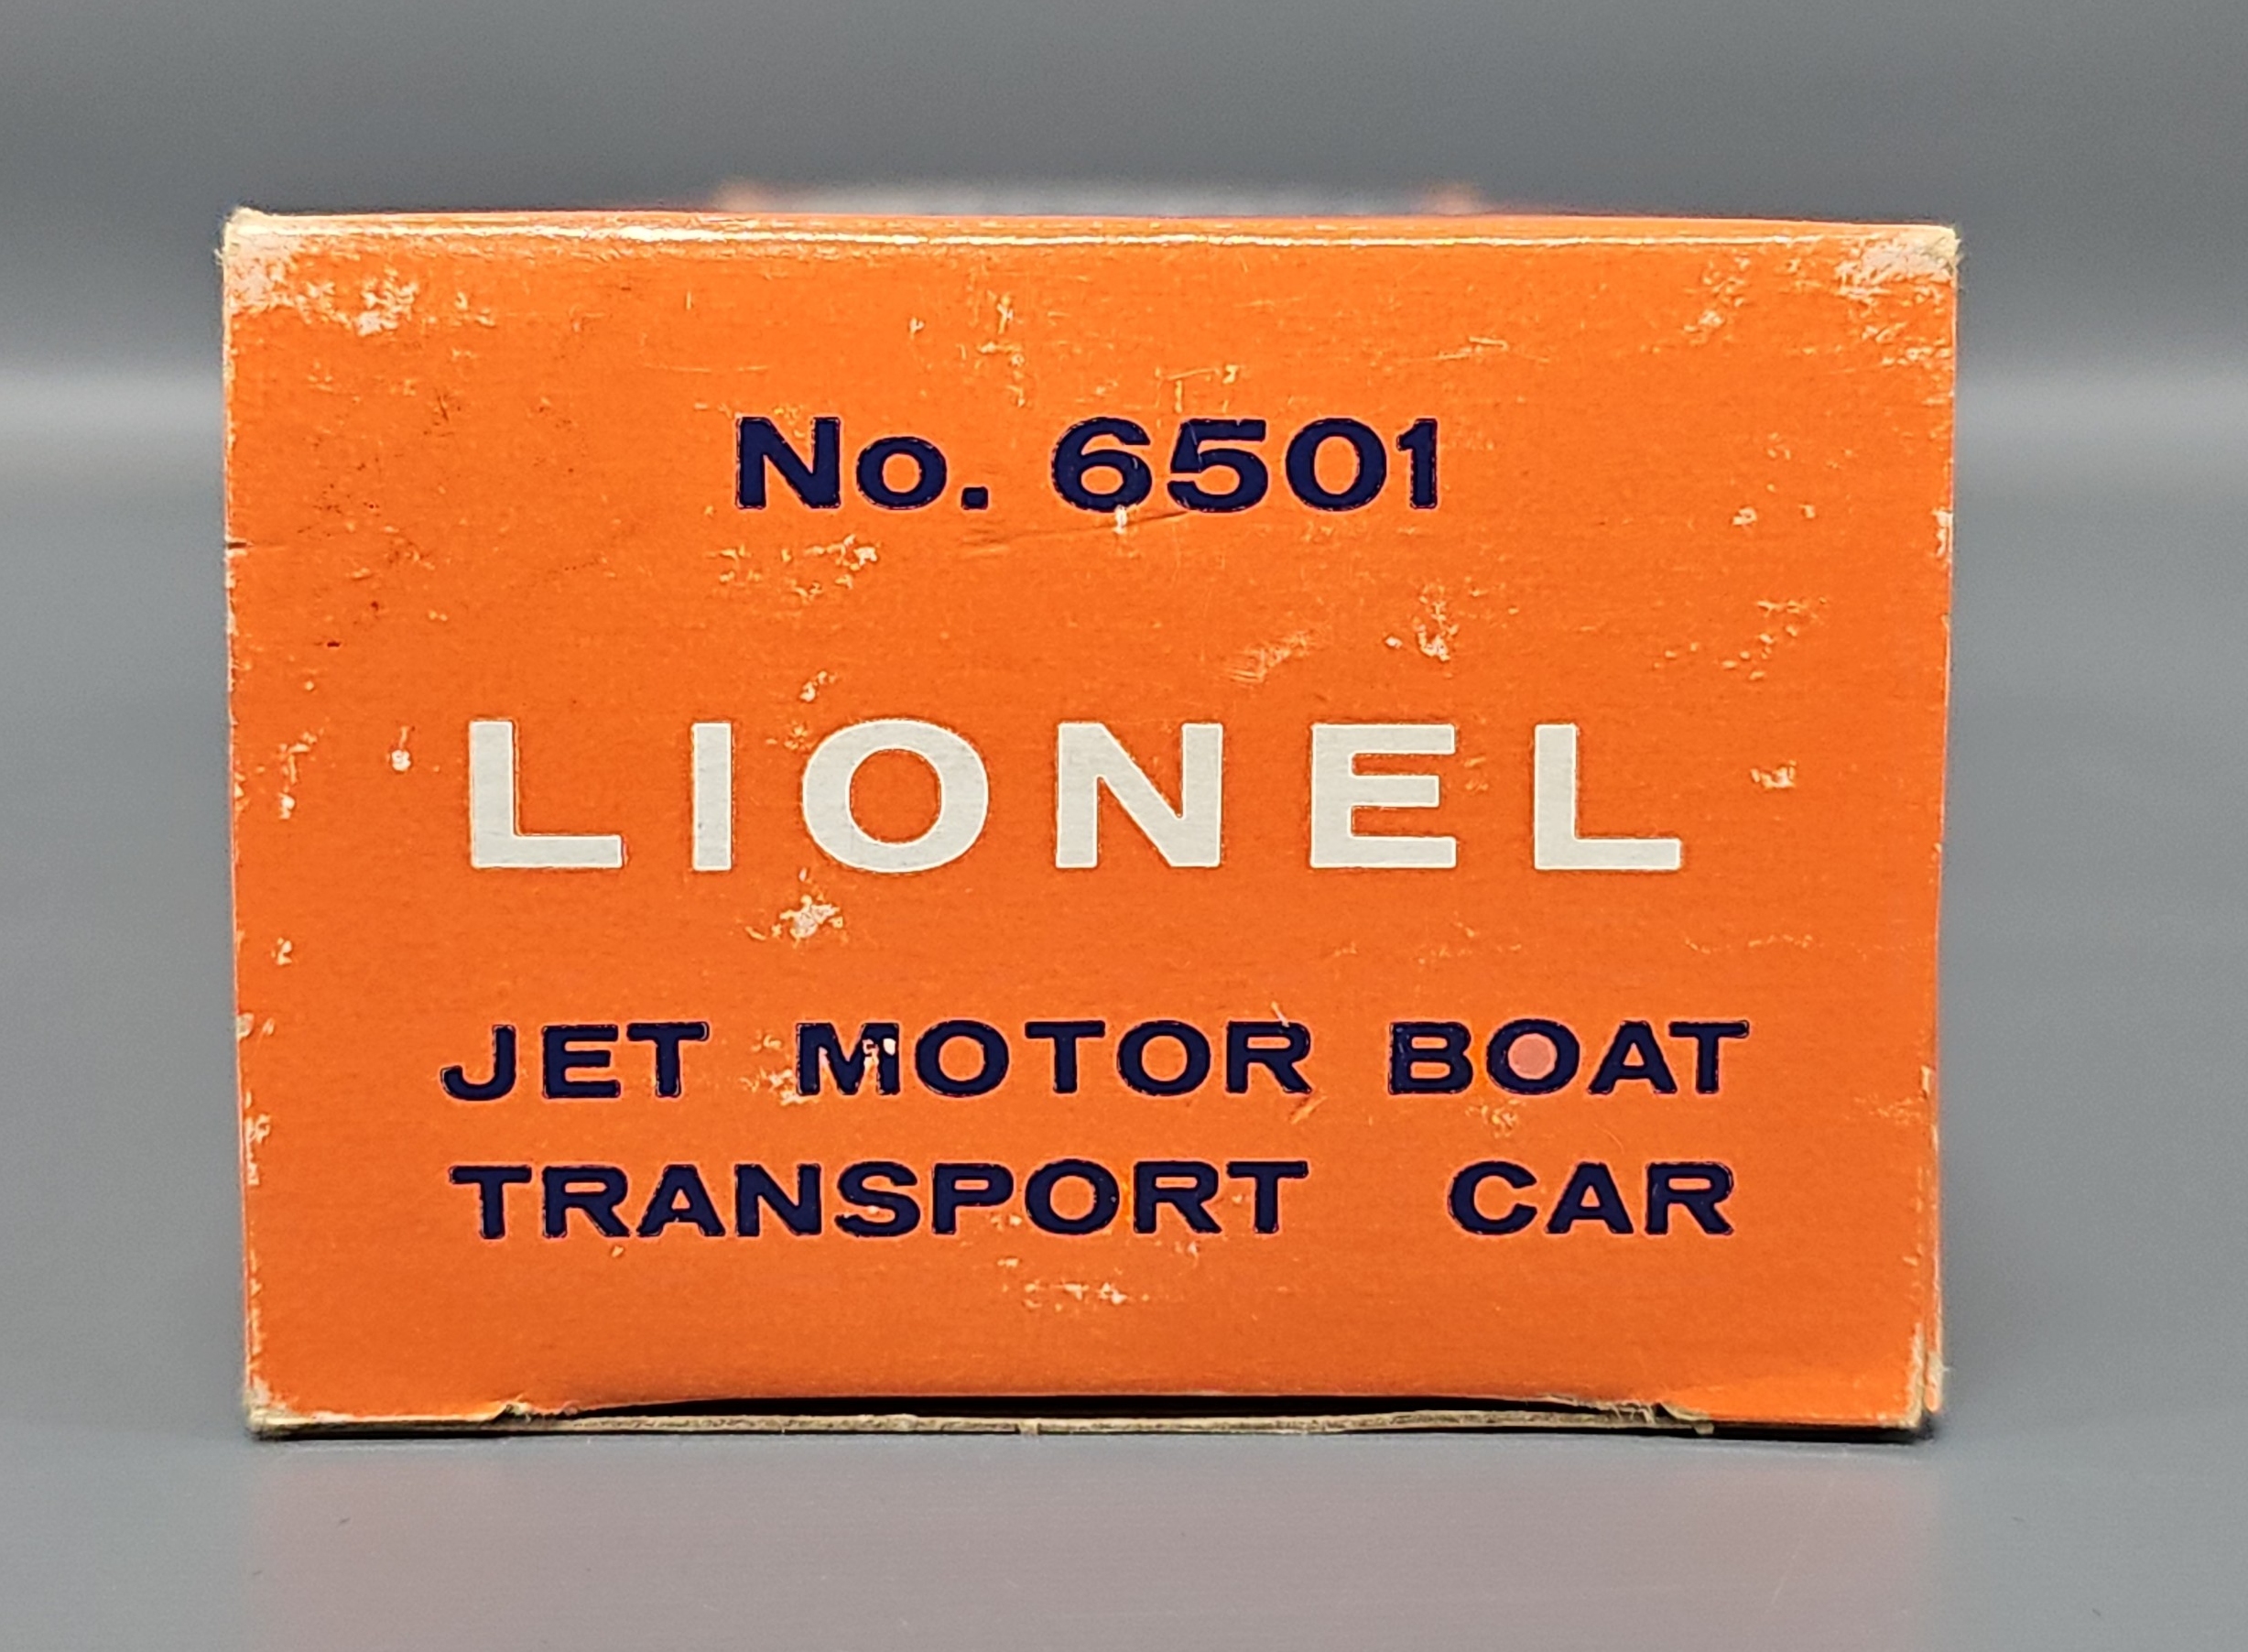 No. 6501
LIONEL
JET MOTOR BOAT
TRANSPORT CAR